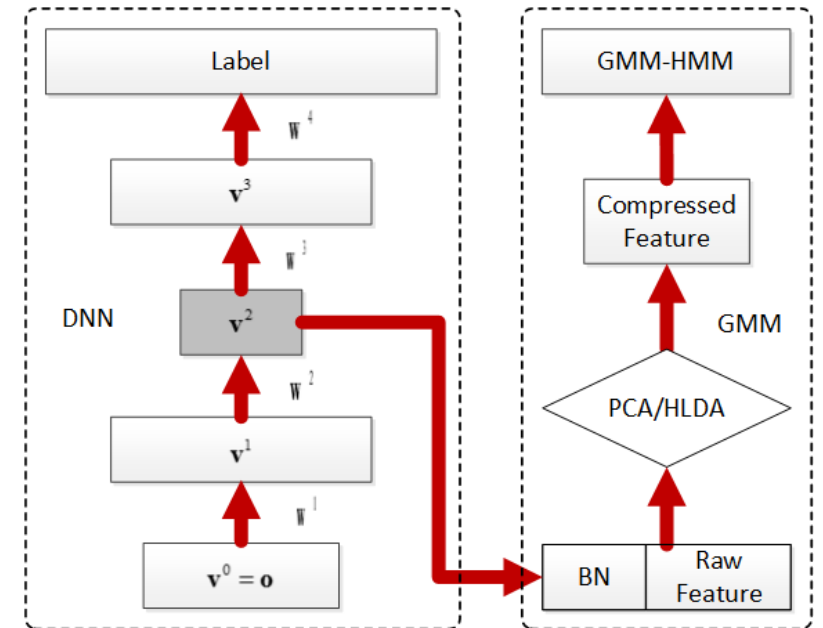 Label
W 4
v3
W 3
DNN
v2
W 2
v1
W 1
v0 = o
GMM-HMM
Compressed
Feature
GMM
PCA/HLDA
BN
Raw
Feature